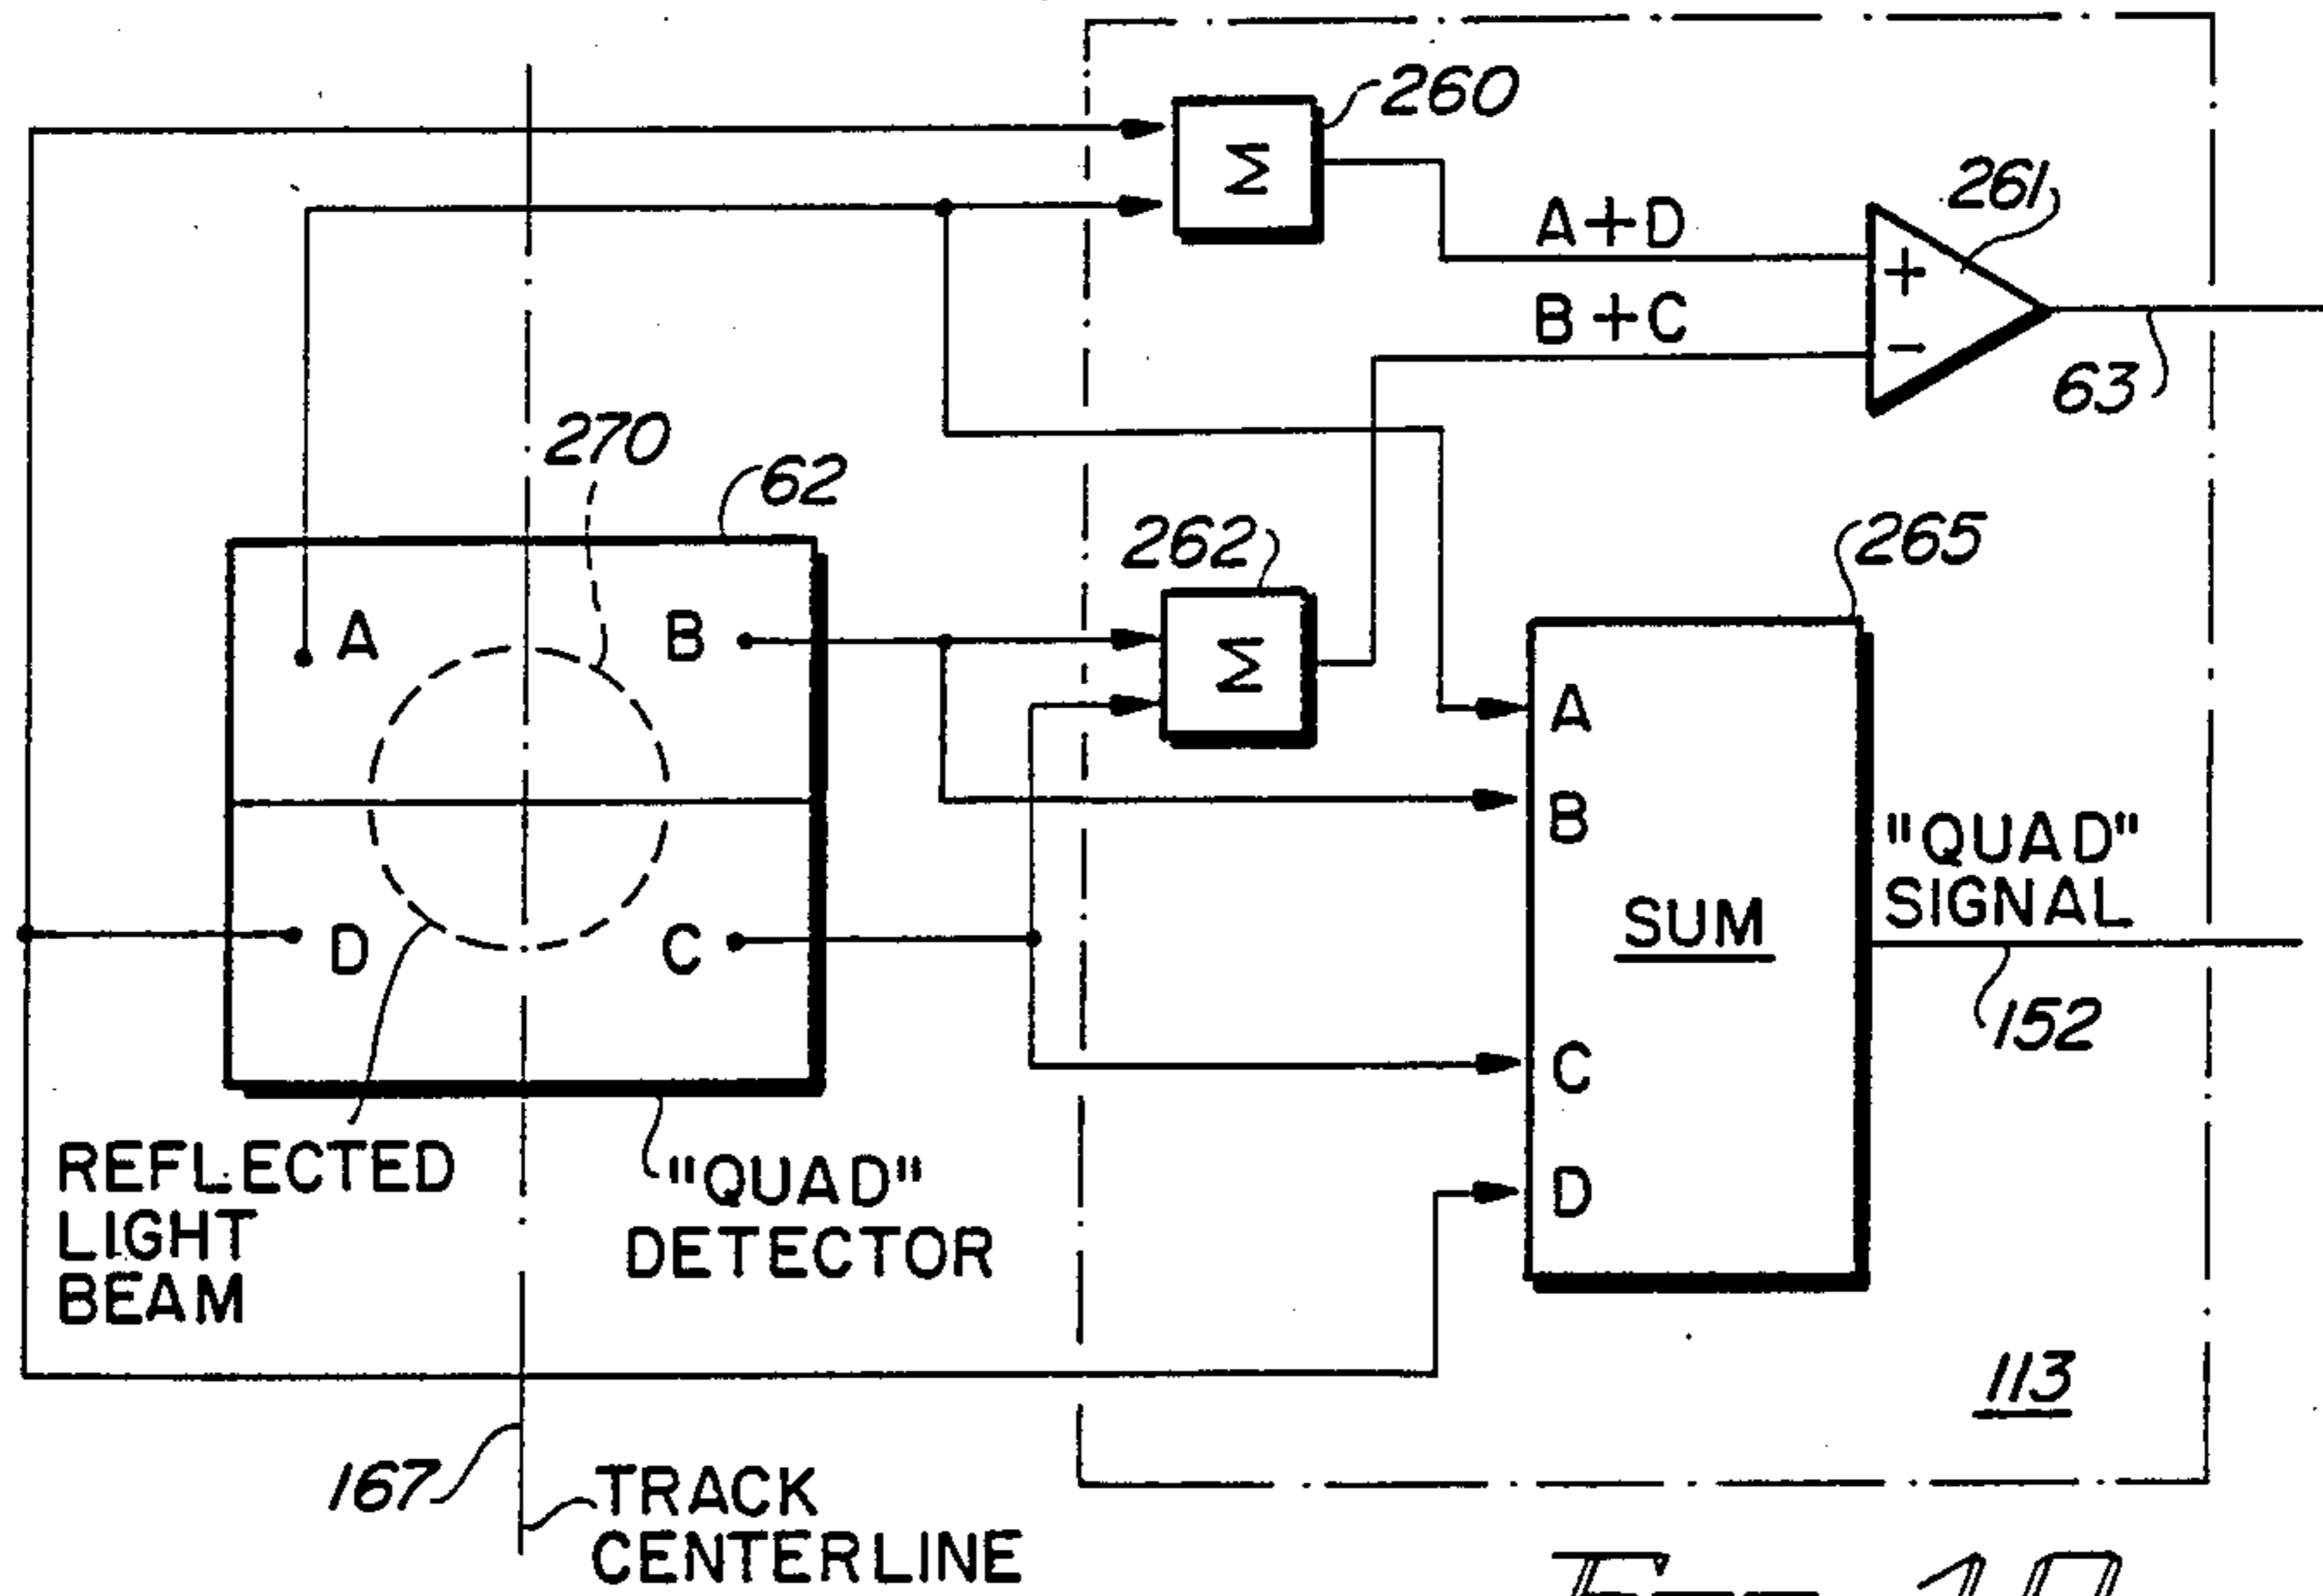 260
Σ
261
A+D
+
B+C
−
63
270
62
262
265
A
B
Σ
A
B
"QUAD"
SIGNAL
SUM
D
C
152
C
REFLECTED
LIGHT
BEAM
"QUAD"
DETECTOR
D
113
167
TRACK
CENTERLINE